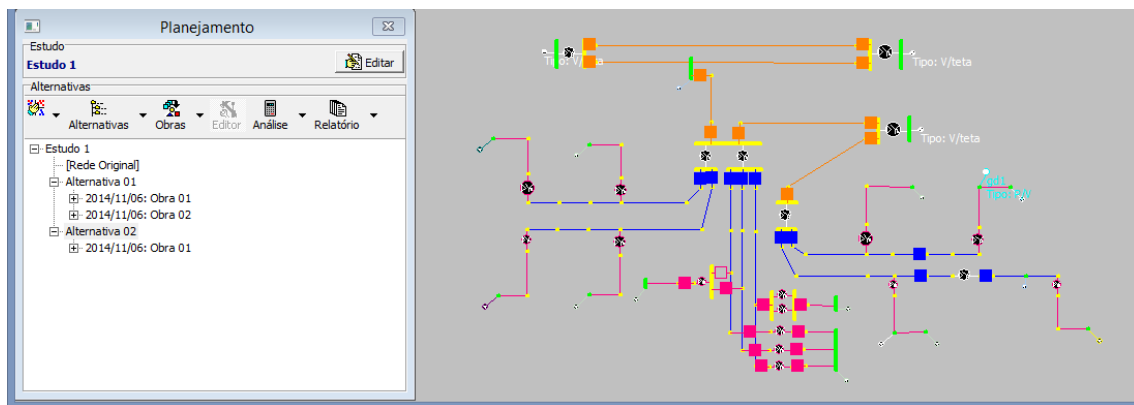 Planejamento
Estudo
Estudo 1
Editar
Alternativas
Alternativas
Obras
Editor
Análise
Relatório
Estudo 1
[Rede Original]
Alternativa 01
2014/11/06: Obra 01
2014/11/06: Obra 02
Alternativa 02
2014/11/06: Obra 01
Tipo: V/teta
Tipo: V/teta
Tipo: V/teta
Tipo: P/V